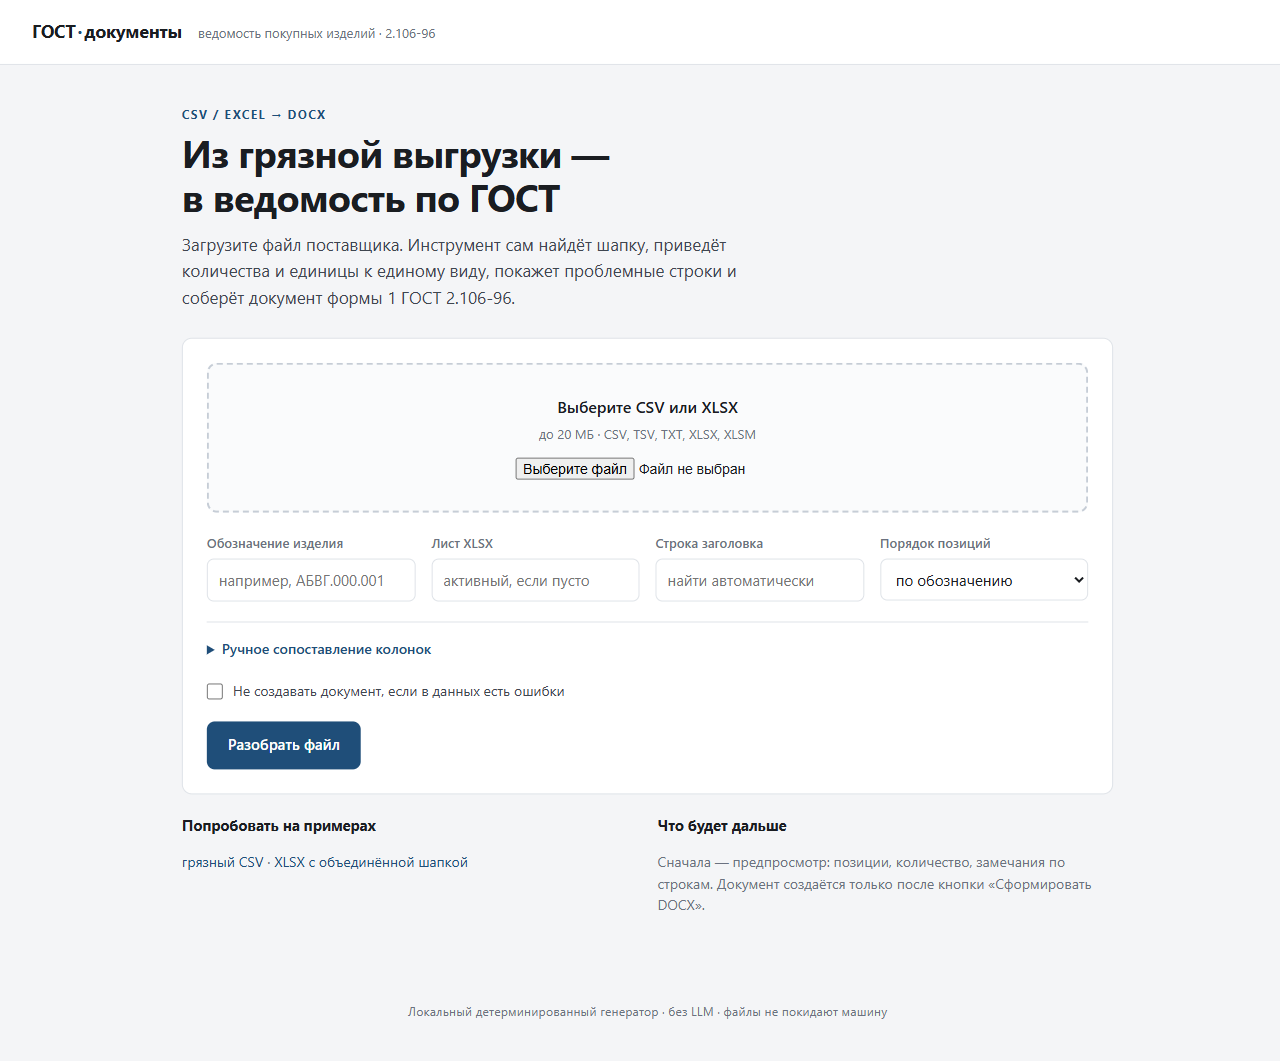 ГОСТ·документы ведомость покупных изделий · 2.106-96
CSV / EXCEL → DOCX
Из грязной выгрузки —
в ведомость по ГОСТ
Загрузите файл поставщика. Инструмент сам найдёт шапку, приведёт
количества и единицы к единому виду, покажет проблемные строки и
соберёт документ формы 1 ГОСТ 2.106-96.
Выберите CSV или XLSX
до 20 МБ · CSV, TSV, TXT, XLSX, XLSM
Выберите файл Файл не выбран
Обозначение изделия Лист XLSX Строка заголовка Порядок позиций
например, АБВГ.000.001 активный, если пусто найти автоматически по обозначению
Ручное сопоставление колонок
Не создавать документ, если в данных есть ошибки
Разобрать файл
Попробовать на примерах
грязный CSV · XLSX с объединённой шапкой
Что будет дальше
Сначала — предпросмотр: позиции, количество, замечания по
строкам. Документ создаётся только после кнопки «Сформировать
DOCX».
Локальный детерминированный генератор · без LLM · файлы не покидают машину